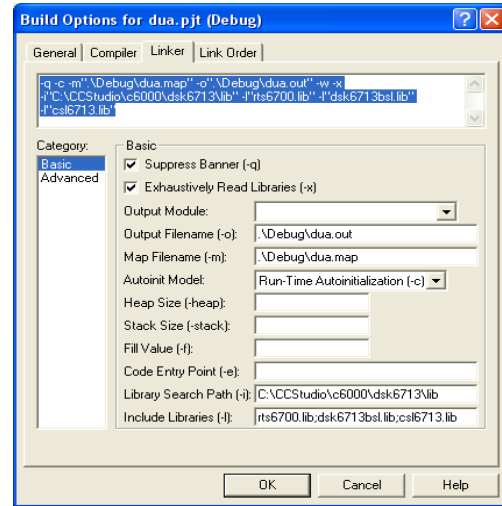 Build Options for dua.pjt (Debug)
General Compiler Linker Link Order
-q -c -m".\Debug\dua.map" -o".\Debug\dua.out" -w -x
-i"C:\CCStudio\c6000\dsk6713\lib" -l"rts6700.lib" -l"dsk6713bsl.lib"
-l"csl6713.lib"
Category:
Basic
Advanced
Basic
Suppress Banner (-q)
Exhaustively Read Libraries (-x)
Output Module:
Output Filename (-o): .\Debug\dua.out
Map Filename (-m): .\Debug\dua.map
Autoinit Model: Run-Time Autoinitialization (-c)
Heap Size (-heap):
Stack Size (-stack):
Fill Value (-f):
Code Entry Point (-e):
Library Search Path (-i): C:\CCStudio\c6000\dsk6713\lib
Include Libraries (-l): rts6700.lib;dsk6713bsl.lib;csl6713.lib
OK Cancel Help